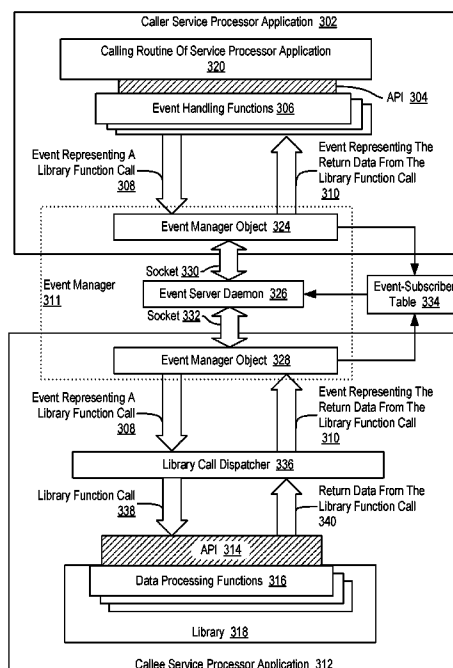 Caller Service Processor Application 302
Calling Routine Of Service Processor Application
320
API 304
Event Handling Functions 306
Event Representing A
Library Function Call
308
Event Representing The
Return Data From The
Library Function Call
310
Event Manager Object 324
Socket 330
Event Manager
311
Event Server Daemon 326
Event-Subscriber
Table 334
Socket 332
Event Manager Object 328
Event Representing A
Library Function Call
308
Event Representing The
Return Data From The
Library Function Call
310
Library Call Dispatcher 336
Library Function Call
338
Return Data From The
Library Function Call
340
API 314
Data Processing Functions 316
Library 318
Callee Service Processor Application 312